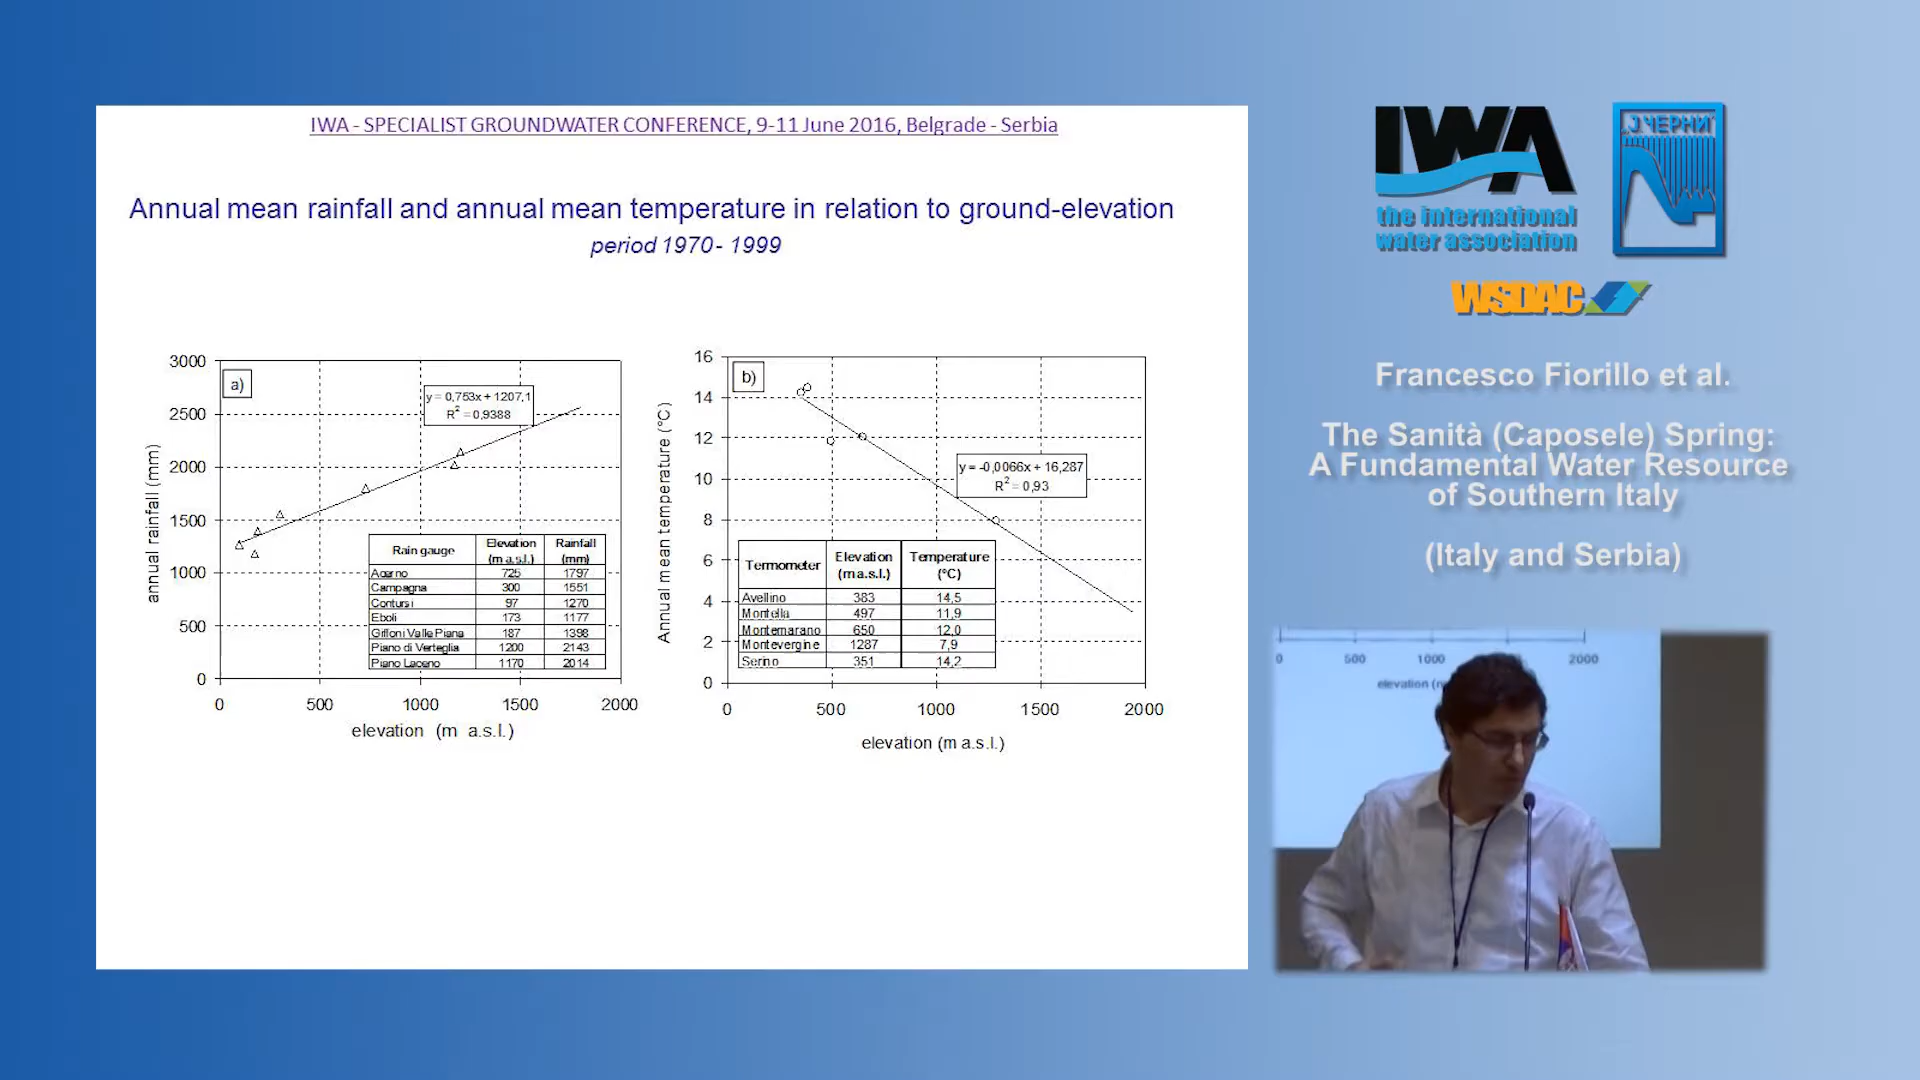 IWA - SPECIALIST GROUNDWATER CONFERENCE, 9-11 June 2016, Belgrade - Serbia
Annual mean rainfall and annual mean temperature in relation to ground-elevation
period 1970- 1999
a)
y = 0,753x + 1207,1
R2 = 0,9388
3000
2500
2000
1500
1000
500
0
annual rainfall (mm)
Rain gauge Elevation (m a.s.l.) Rainfall (mm)
Acerno 725 1797
Campagna 300 1551
Contursi 97 1270
Eboli 173 1177
Giffoni Valle Piana 187 1398
Piano di Verteglia 1200 2143
Piano Laceno 1170 2014
0 500 1000 1500 2000
elevation (m a.s.l.)
b)
y = -0,0066x + 16,287
R2 = 0,93
16
14
12
10
8
6
4
2
0
Annual mean temperature (°C)
Termometer Elevation (m a.s.l.) Temperature (°C)
Avellino 383 14,5
Montella 497 11,9
Montemarano 650 12,0
Montevergine 1287 7,9
Serino 351 14,2
0 500 1000 1500 2000
elevation (m a.s.l.)
IWA
the international
water association
J ЧЕРНИ
WSDAC
Francesco Fiorillo et al.
The Sanità (Caposele) Spring:
A Fundamental Water Resource
of Southern Italy
(Italy and Serbia)
0 500 1000 2000
elevation (m